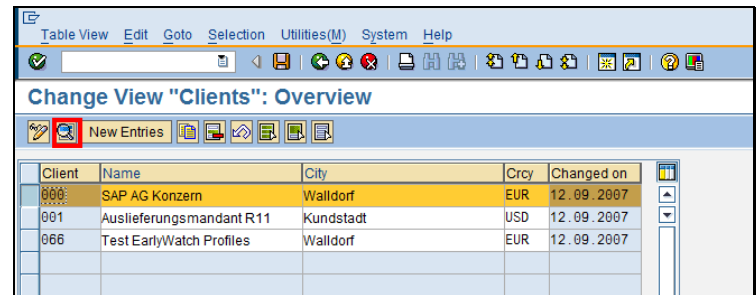 Table View Edit Goto Selection Utilities(M) System Help
Change View "Clients": Overview
New Entries
Client Name City Crcy Changed on
000 SAP AG Konzern Walldorf EUR 12.09.2007
001 Auslieferungsmandant R11 Kundstadt USD 12.09.2007
066 Test EarlyWatch Profiles Walldorf EUR 12.09.2007